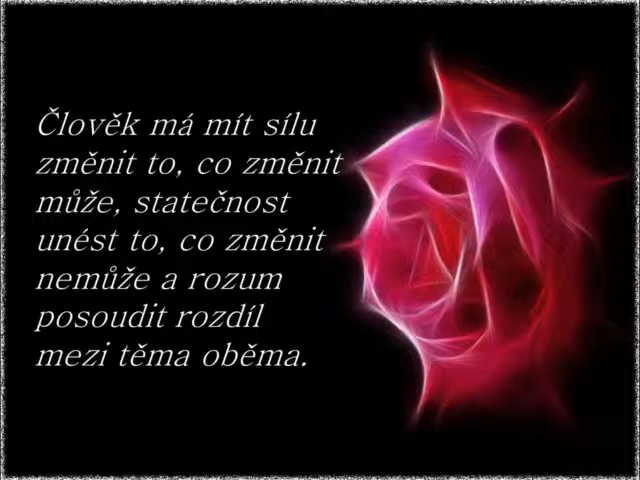 Člověk má mít sílu
změnit to, co změnit
může, statečnost
unést to, co změnit
nemůže a rozum
posoudit rozdíl
mezi těma oběma.